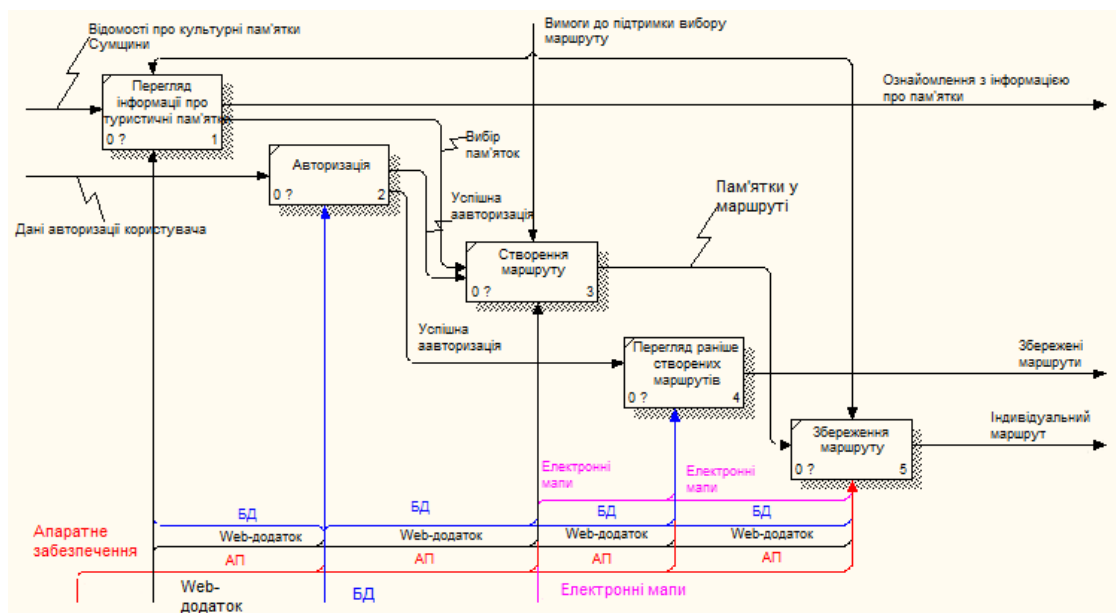 Відомості про культурні пам'ятки
Сумщини
Вимоги до підтримки вибору
маршруту
Перегляд
інформації про
туристичні пам'ятк
0 ?
1
Ознайомлення з інформацією
про пам'ятки
Вибір
пам'яток
Авторизація
0 ?
2
Дані авторизації користувача
Успішна
аавторизація
Пам'ятки у
маршруті
Створення
маршруту
0 ?
3
Успішна
аавторизація
Перегляд раніше
створених
маршрутів
0 ?
4
Збережені
маршрути
Збереження
маршруту
0 ?
5
Індивідуальний
маршрут
Електронні
мапи
Електронні
мапи
БД
БД
БД
БД
Web-додаток
Web-додаток
Web-додаток
Web-додаток
Апаратне
забезпечення
АП
АП
АП
АП
Web-
додаток
БД
Електронні мапи